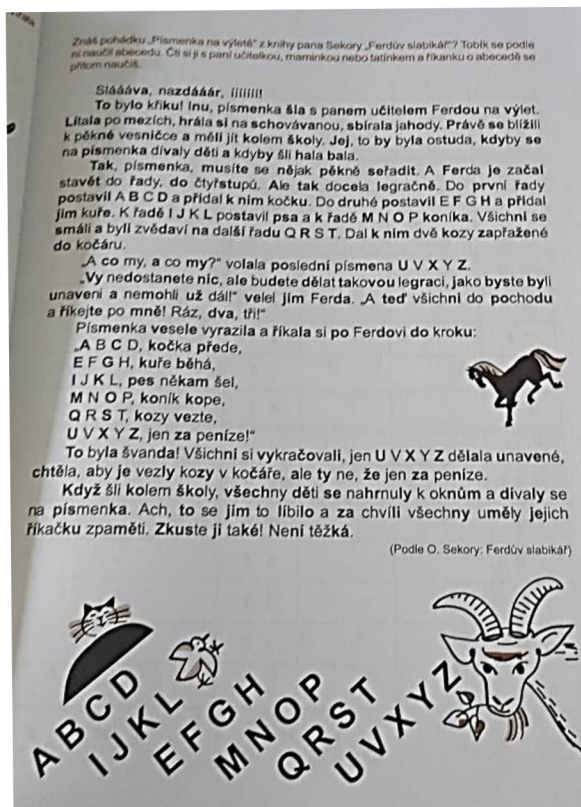 Znáš pohádku „Písmenka na výletě“ z knihy pana Sekory „Ferdův slabikář“? Tobík se podle
ní naučil abecedu. Čti si ji s paní učitelkou, maminkou nebo tatínkem a říkanku o abecedě se
přitom naučíš.
Sláááva, nazdááár, ííííííí!
To bylo křiku! Inu, písmenka šla s panem učitelem Ferdou na výlet.
Lítala po mezích, hrála si na schovávanou, sbírala jahody. Právě se blížili
k pěkné vesničce a měli jít kolem školy. Jej, to by byla ostuda, kdyby se
na písmenka dívaly děti a kdyby šli hala bala.
Tak, písmenka, musíte se nějak pěkně seřadit. A Ferda je začal
stavět do řady, do čtyřstupů. Ale tak docela legračně. Do první řady
postavil A B C D a přidal k nim kočku. Do druhé postavil E F G H a přidal
jim kuře. K řadě I J K L postavil psa a k řadě M N O P koníka. Všichni se
smáli a byli zvědaví na další řadu Q R S T. Dal k nim dvě kozy zapřažené
do kočáru.
„A co my, a co my?“ volala poslední písmena U V X Y Z.
„Vy nedostanete nic, ale budete dělat takovou legraci, jako byste byli
unaveni a nemohli už dál!“ velel jim Ferda. „A teď všichni do pochodu
a říkejte po mně! Ráz, dva, tři!“
Písmenka vesele vyrazila a říkala si po Ferdovi do kroku:
„A B C D, kočka přede,
E F G H, kuře běhá,
I J K L, pes někam šel,
M N O P, koník kope,
Q R S T, kozy vezte,
U V X Y Z, jen za peníze!“
To byla švanda! Všichni si vykračovali, jen U V X Y Z dělala unavené,
chtěla, aby je vezly kozy v kočáře, ale ty ne, že jen za peníze.
Když šli kolem školy, všechny děti se nahrnuly k oknům a dívaly se
na písmenka. Ach, to se jim to líbilo a za chvíli všechny uměly jejich
říkačku zpaměti. Zkuste ji také! Není těžká.
(Podle O. Sekory: Ferdův slabikář)
A B C D
I J K L
E F G H
M N O P
Q R S T
U V X Y Z